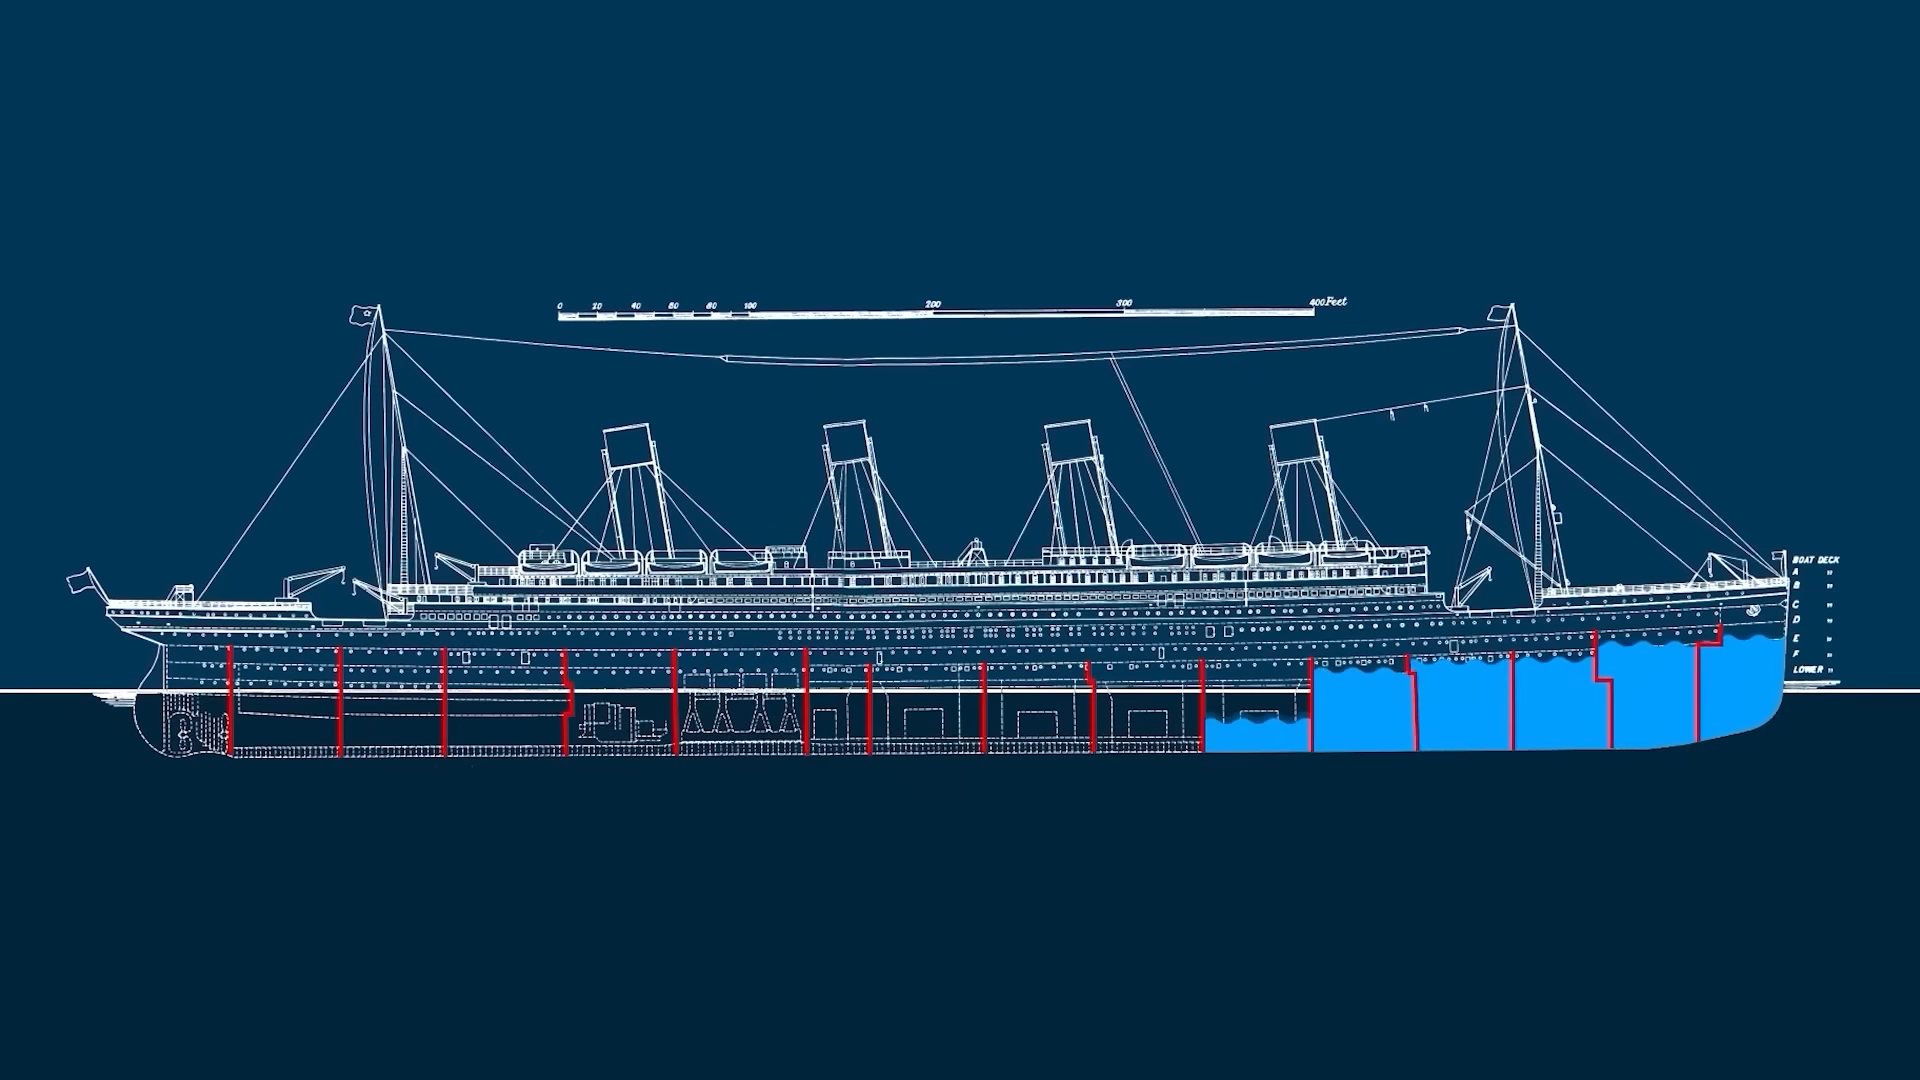 0 20 40 60 80 100 200 300 400 Feet
BOAT DECK
A "
B "
C "
D "
E "
F "
LOWER "